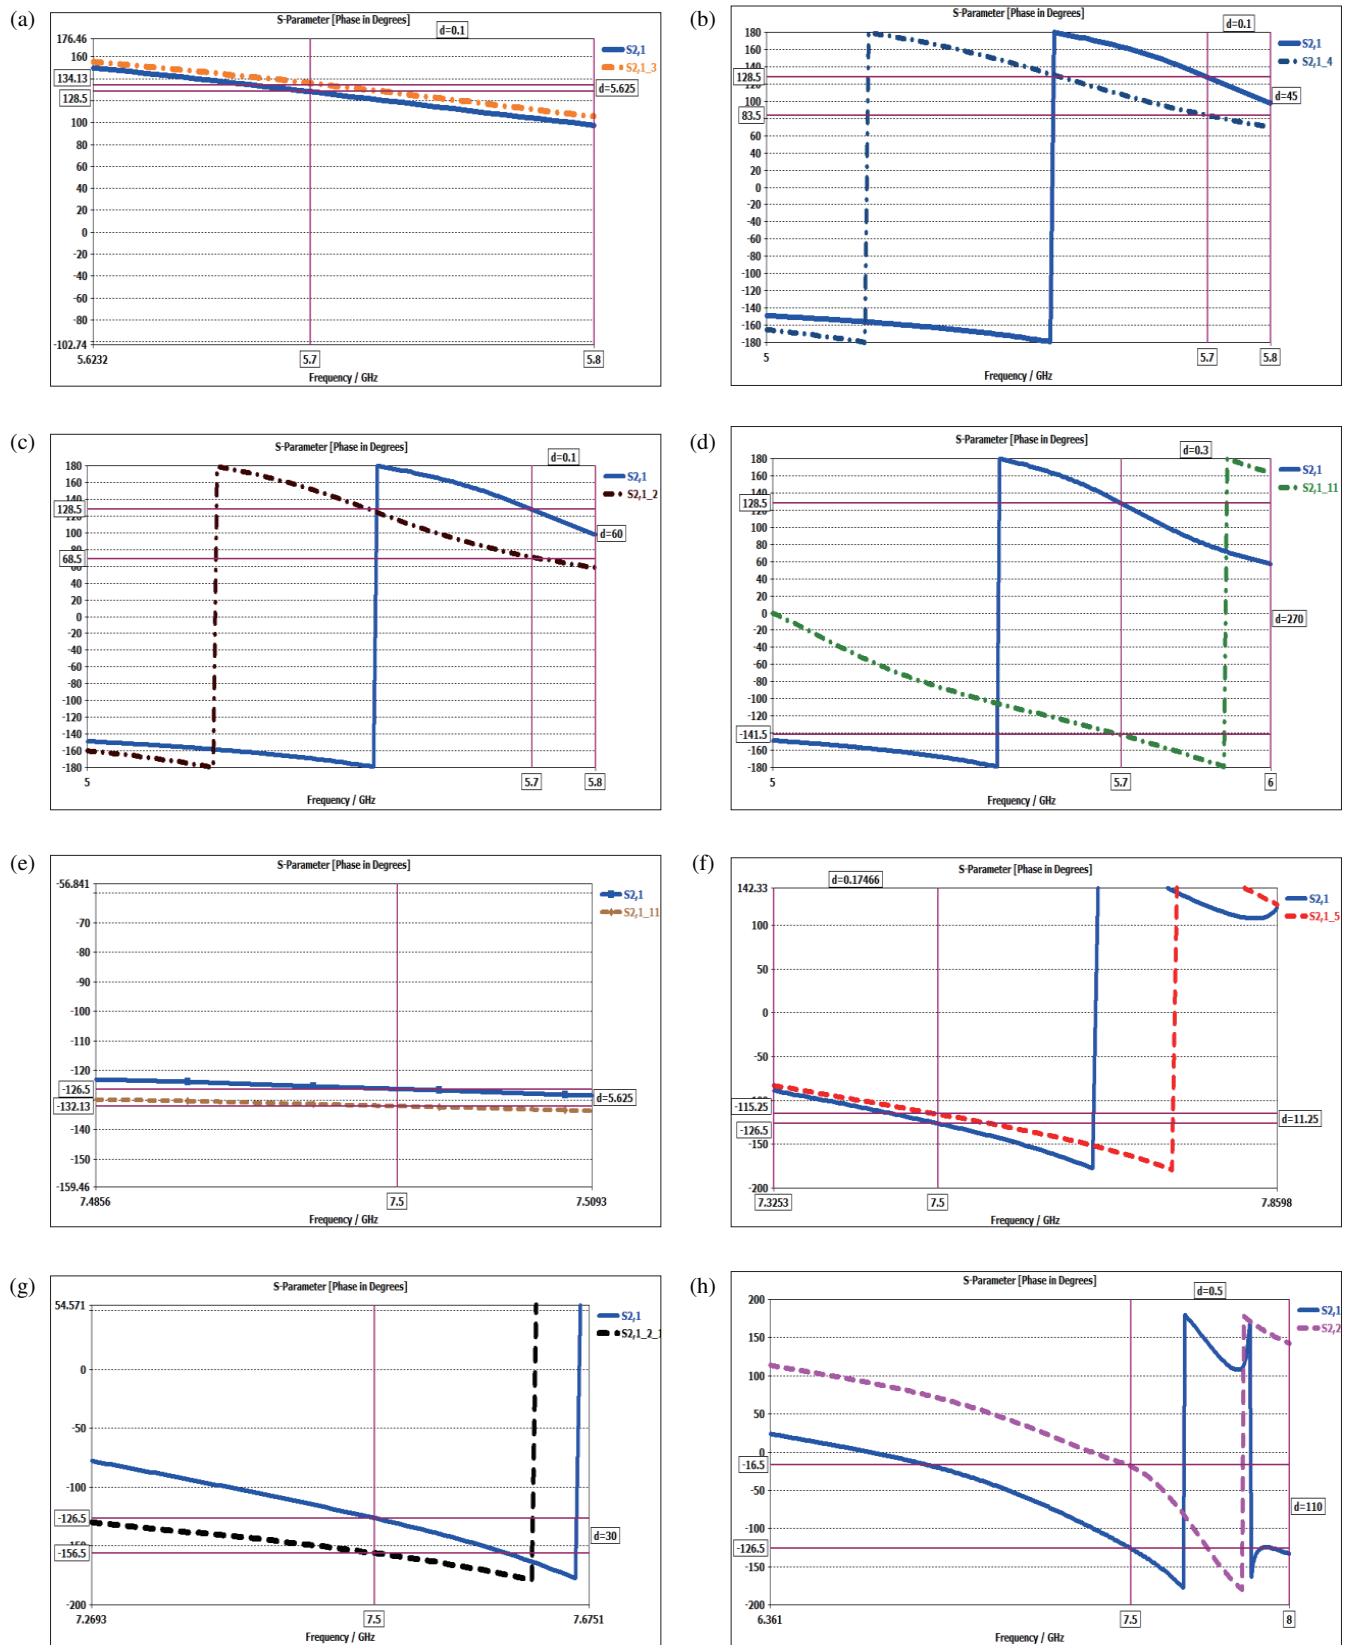 (a)
S-Parameter [Phase in Degrees]
d=0.1
176.46
160
134.13
128.5
100
80
60
40
20
0
-20
-40
-60
-80
-102.74
5.6232
5.7
5.8
Frequency / GHz
S2,1
S2,1_3
d=5.625
(b)
S-Parameter [Phase in Degrees]
d=0.1
180
160
140
128.5
120
100
83.5
60
40
20
0
-20
-40
-60
-80
-100
-120
-140
-160
-180
5
5.7
5.8
Frequency / GHz
S2,1
S2,1_4
d=45
(c)
S-Parameter [Phase in Degrees]
d=0.1
180
160
140
128.5
120
100
80
68.5
60
40
20
0
-20
-40
-60
-80
-100
-120
-140
-160
-180
5
5.7
5.8
Frequency / GHz
S2,1
S2,1_2
d=60
(d)
S-Parameter [Phase in Degrees]
d=0.3
180
160
140
128.5
100
80
60
40
20
0
-20
-40
-60
-80
-100
-120
-141.5
-160
-180
5
5.7
6
Frequency / GHz
S2,1
S2,1_11
d=270
(e)
S-Parameter [Phase in Degrees]
-56.841
-70
-80
-90
-100
-110
-120
-126.5
-132.13
-140
-150
-159.46
7.4856
7.5
7.5093
Frequency / GHz
S2,1
S2,1_11
d=5.625
(f)
S-Parameter [Phase in Degrees]
d=0.17466
142.33
100
50
0
-50
-115.25
-126.5
-150
-200
7.3253
7.5
7.8598
Frequency / GHz
S2,1
S2,1_5
d=11.25
(g)
S-Parameter [Phase in Degrees]
54.571
0
-50
-100
-126.5
-156.5
-200
7.2693
7.5
7.6751
Frequency / GHz
S2,1
S2,1_2_1
d=30
(h)
S-Parameter [Phase in Degrees]
d=0.5
200
150
100
50
0
-16.5
-50
-100
-126.5
-150
-200
6.361
7.5
8
Frequency / GHz
S2,1
S2,2
d=110